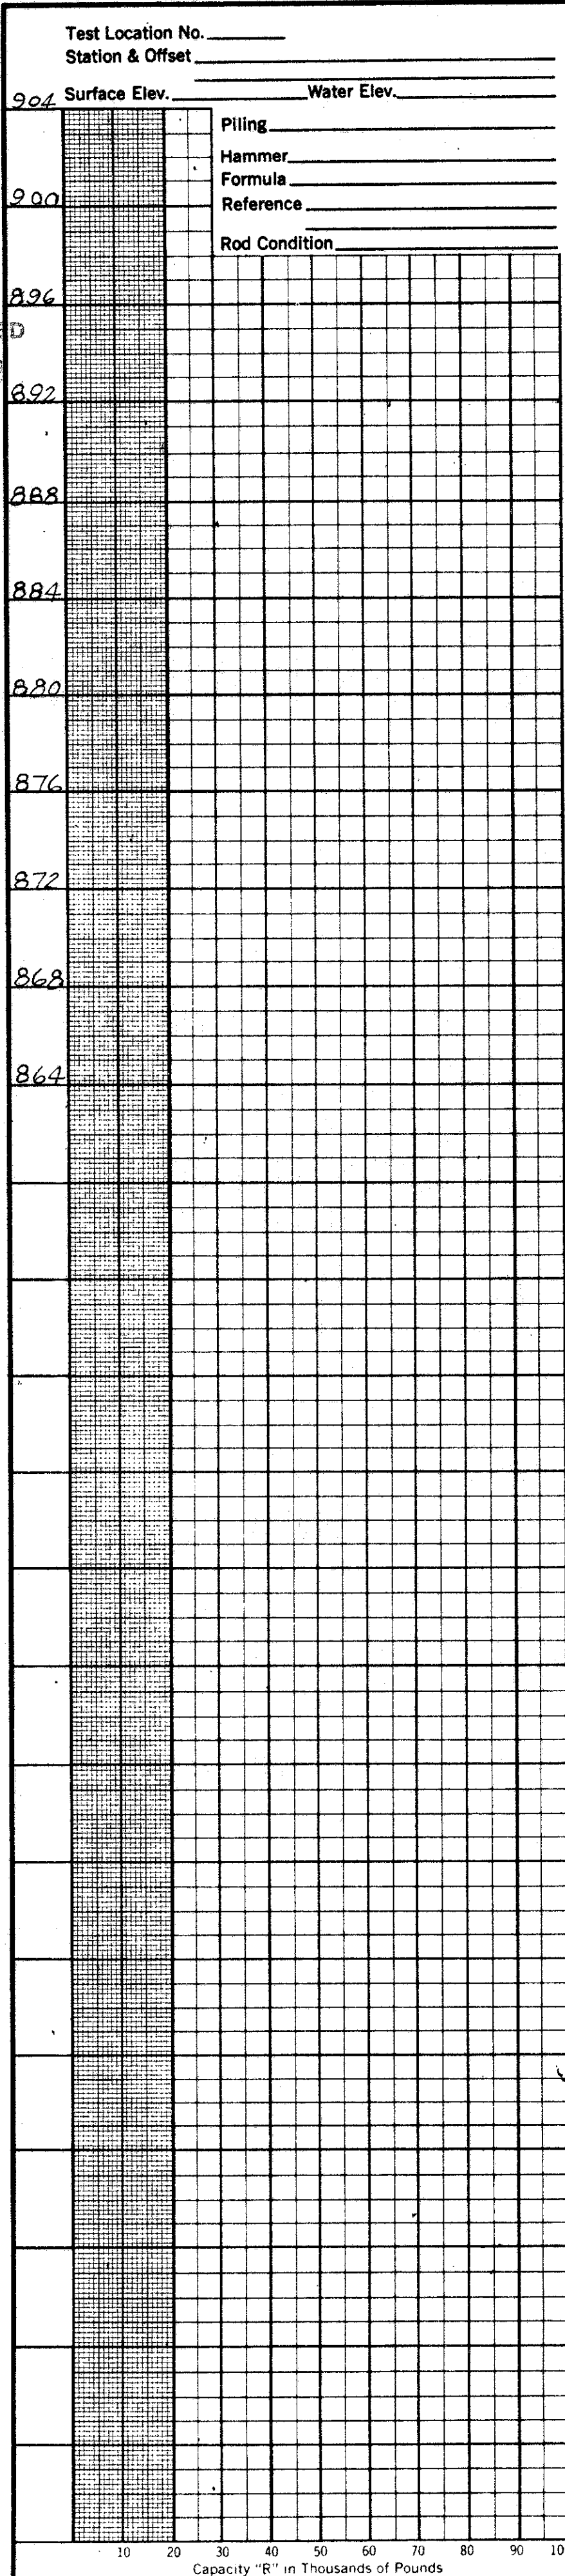 Test Location No.
Station & Offset
Surface Elev. Water Elev.
904
Piling
Hammer
Formula
900
Reference
Rod Condition
896
D
892
888
884
880
876
872
868
864
10 20 30 40 50 60 70 80 90 10
Capacity "R" in Thousands of Pounds